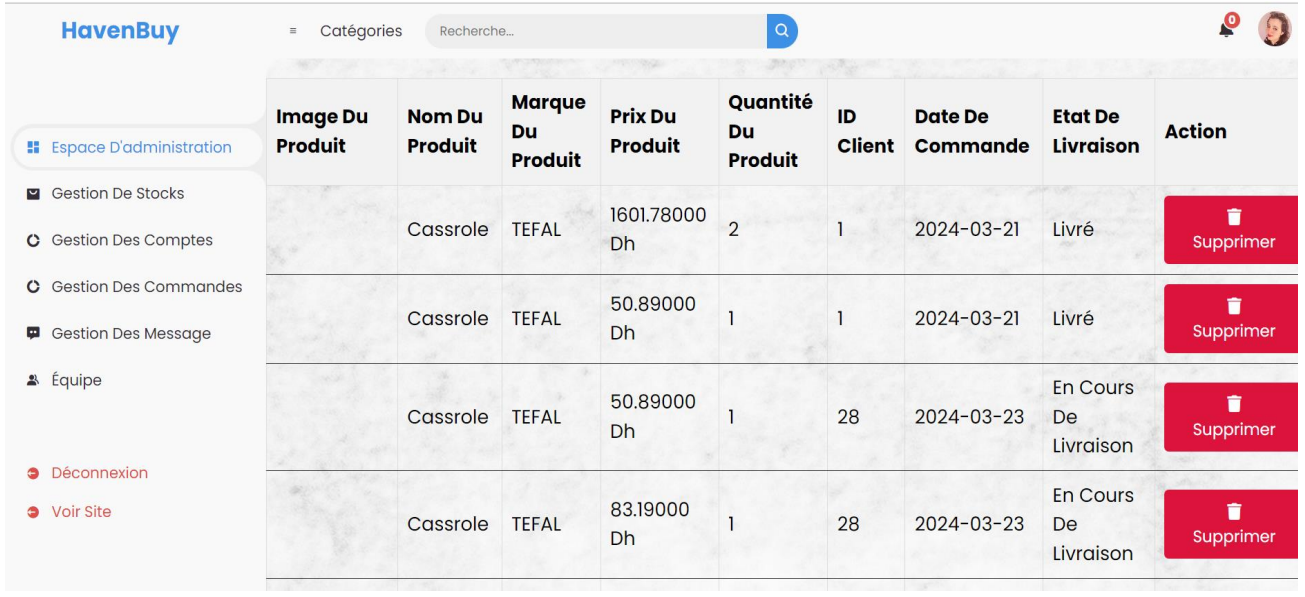 HavenBuy
≡ Catégories
Recherche...
0
Espace D'administration
Gestion De Stocks
Gestion Des Comptes
Gestion Des Commandes
Gestion Des Message
Équipe
Déconnexion
Voir Site
Image Du
Produit
Nom Du
Produit
Marque
Du
Produit
Prix Du
Produit
Quantité
Du
Produit
ID
Client
Date De
Commande
Etat De
Livraison
Action
Cassrole
TEFAL
1601.78000
Dh
2
1
2024-03-21
Livré
Supprimer
Cassrole
TEFAL
50.89000
Dh
1
1
2024-03-21
Livré
Supprimer
Cassrole
TEFAL
50.89000
Dh
1
28
2024-03-23
En Cours
De
Livraison
Supprimer
Cassrole
TEFAL
83.19000
Dh
1
28
2024-03-23
En Cours
De
Livraison
Supprimer